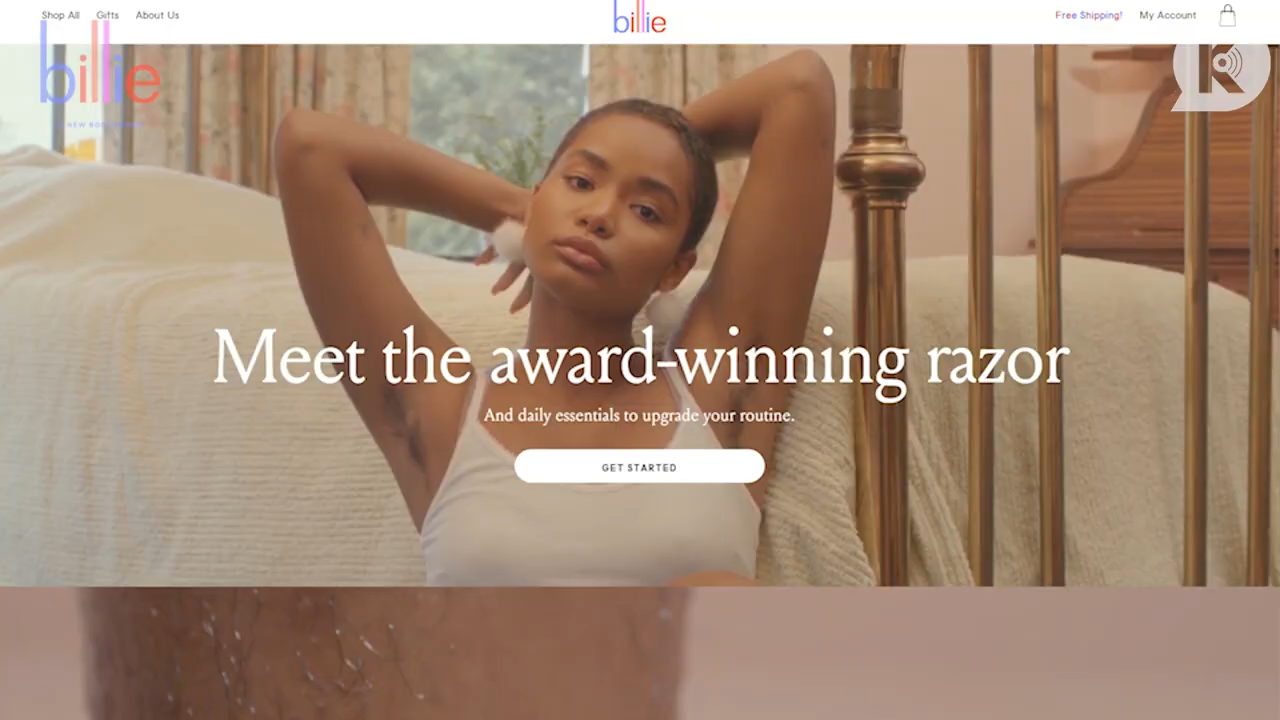 Shop All Gifts About Us
billie
Free Shipping! My Account
billie
Meet the award-winning razor
And daily essentials to upgrade your routine.
GET STARTED